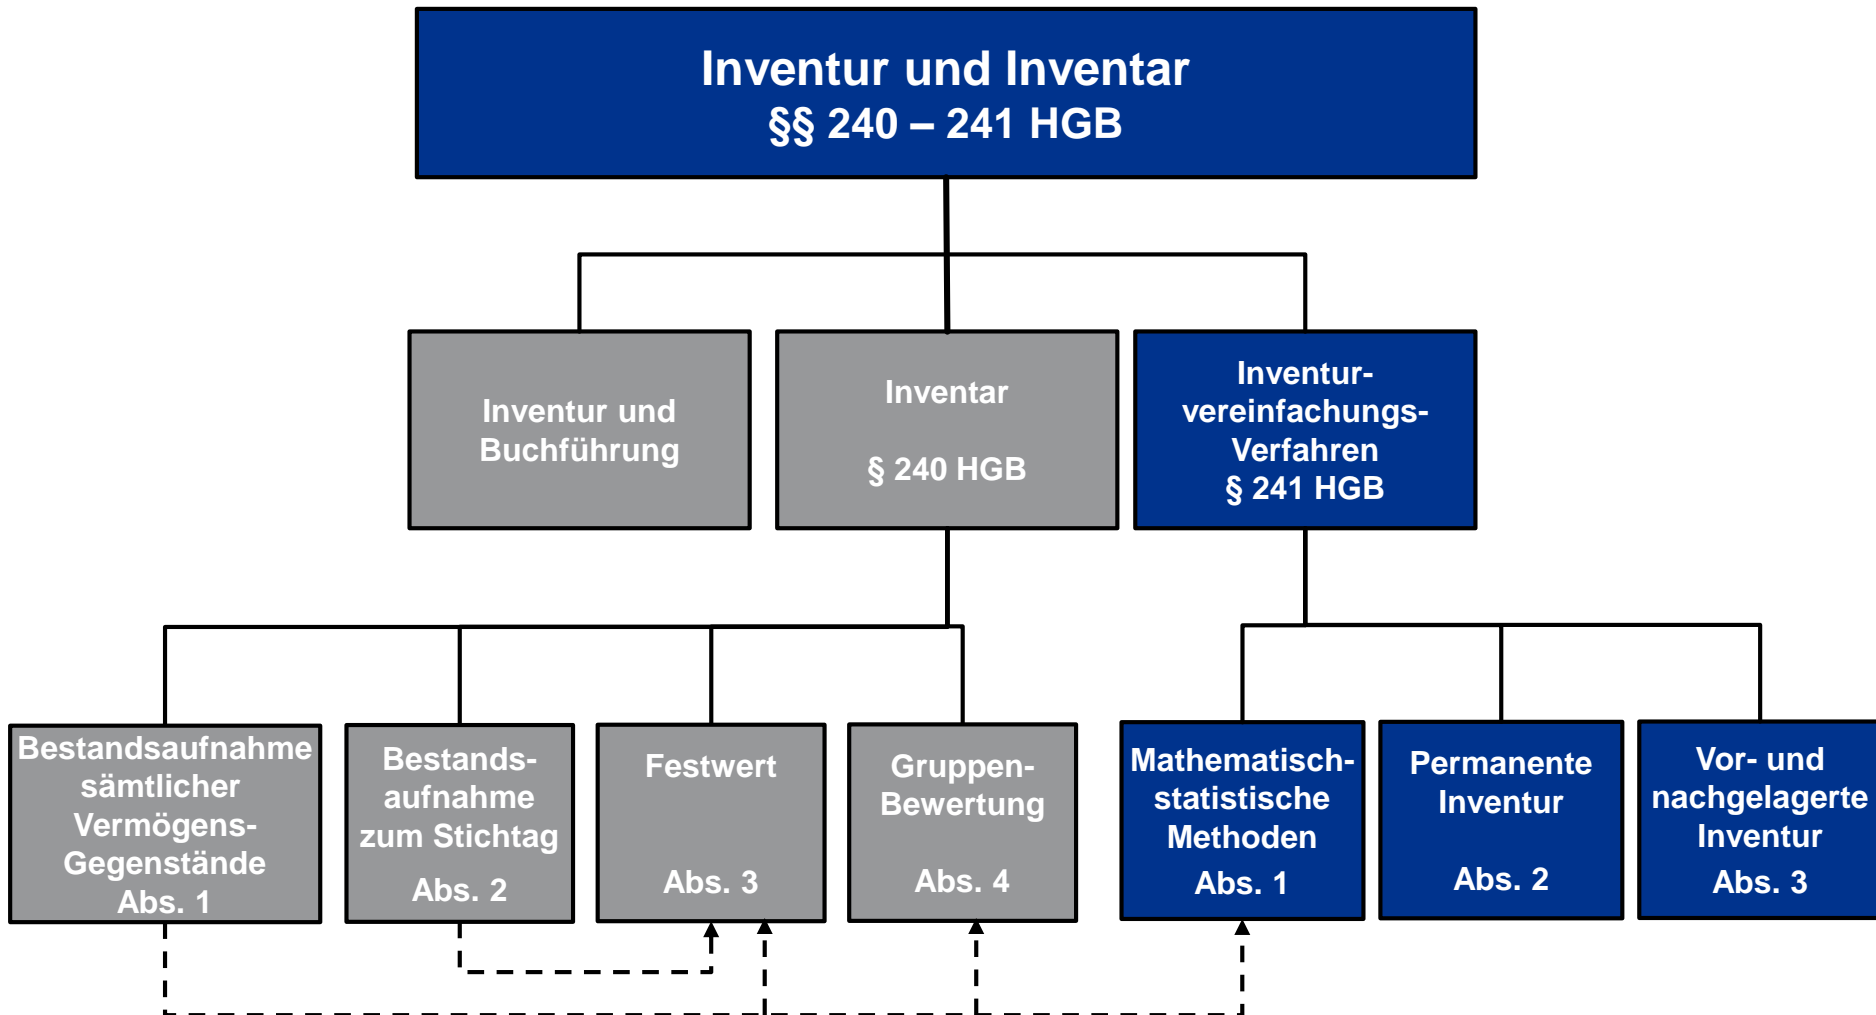 Inventur und Inventar
§§ 240 – 241 HGB
Inventur und
Buchführung
Inventar
§ 240 HGB
Inventur-
vereinfachungs-
Verfahren
§ 241 HGB
Bestandsaufnahme
sämtlicher
Vermögens-
Gegenstände
Abs. 1
Bestands-
aufnahme
zum Stichtag
Abs. 2
Festwert
Abs. 3
Gruppen-
Bewertung
Abs. 4
Mathematisch-
statistische
Methoden
Abs. 1
Permanente
Inventur
Abs. 2
Vor- und
nachgelagerte
Inventur
Abs. 3